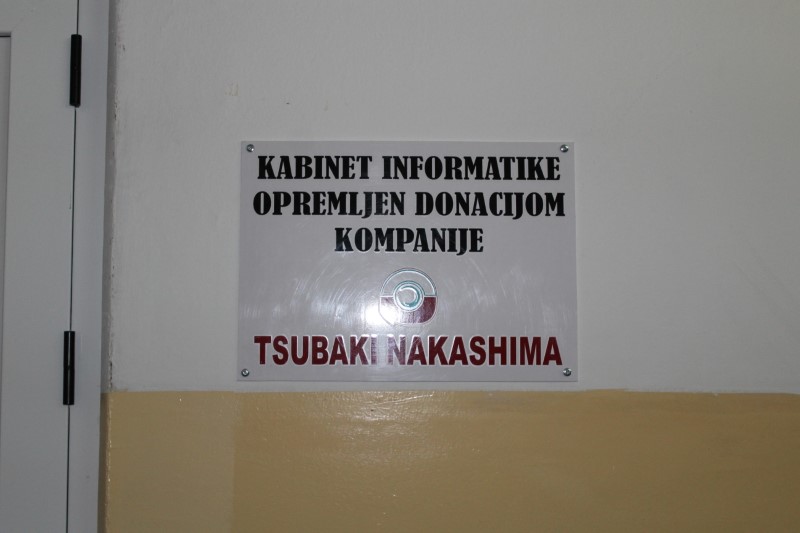 KABINET INFORMATIKE
OPREMLJEN DONACIJOM
KOMPANIJE
TSUBAKI NAKASHIMA